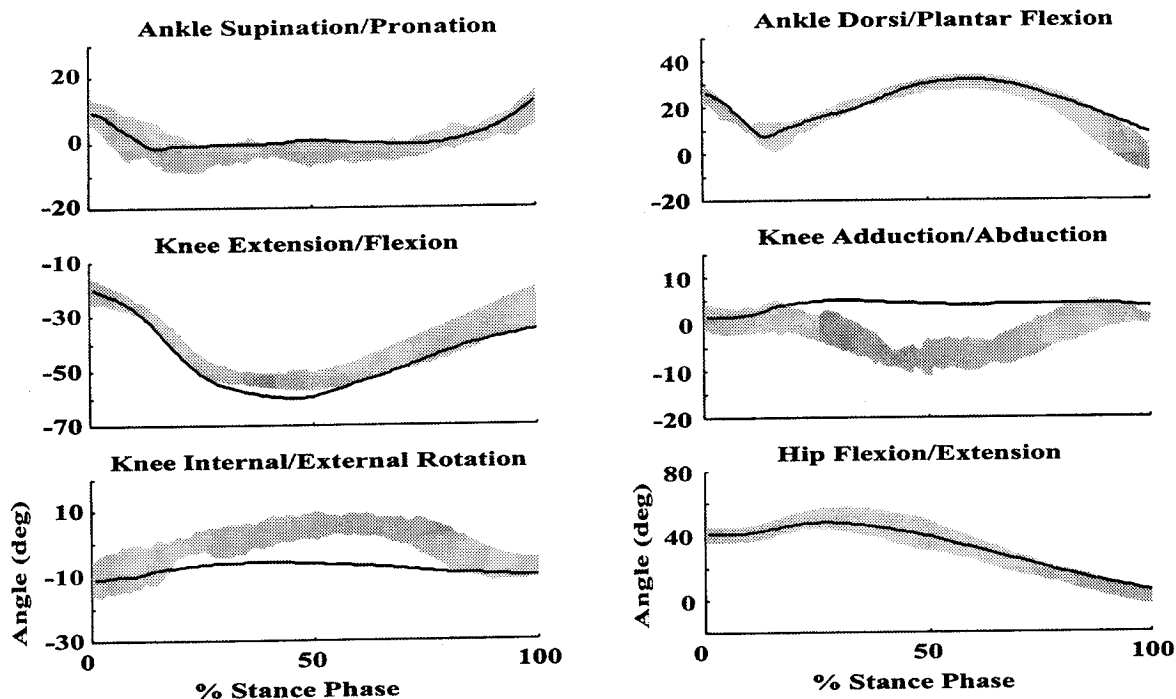 Ankle Supination/Pronation
20
0
-20
Ankle Dorsi/Plantar Flexion
40
20
0
-20
Knee Extension/Flexion
-10
-30
-50
-70
Knee Adduction/Abduction
10
0
-10
-20
Knee Internal/External Rotation
Angle (deg)
10
-10
-30
0
50
100
% Stance Phase
Hip Flexion/Extension
Angle (deg)
80
40
0
0
50
100
% Stance Phase